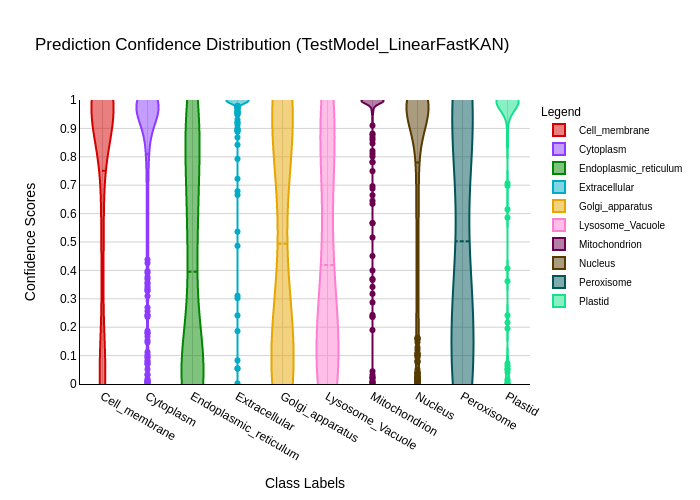 Prediction Confidence Distribution (TestModel_LinearFastKAN)
Legend
Cell_membrane
Cytoplasm
Endoplasmic_reticulum
Extracellular
Golgi_apparatus
Lysosome_Vacuole
Mitochondrion
Nucleus
Peroxisome
Plastid
Confidence Scores
1
0.9
0.8
0.7
0.6
0.5
0.4
0.3
0.2
0.1
0
Cell_membrane
Cytoplasm
Endoplasmic_reticulum
Extracellular
Golgi_apparatus
Lysosome_Vacuole
Mitochondrion
Nucleus
Peroxisome
Plastid
Class Labels